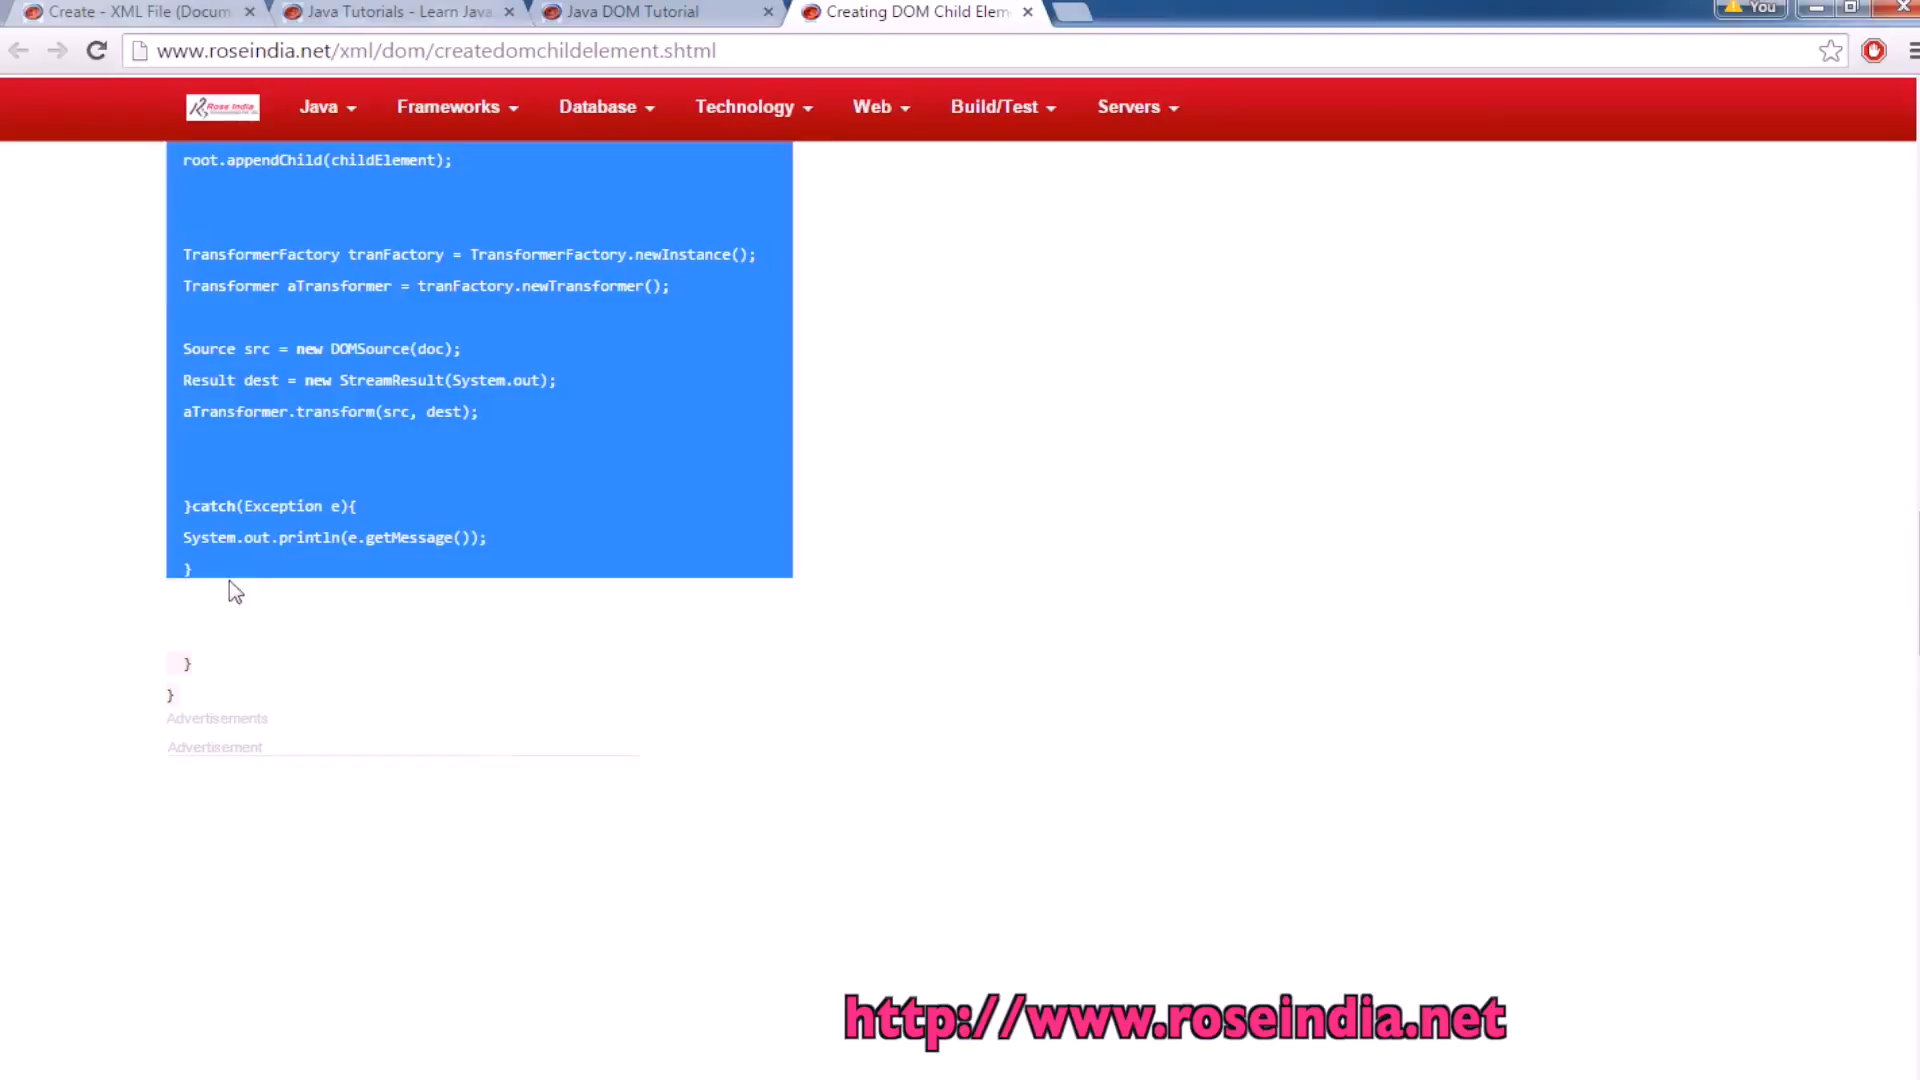 Create - XML File (Docum
Java Tutorials - Learn Java
Java DOM Tutorial
Creating DOM Child Elem
You
www.roseindia.net/xml/dom/createdomchildelement.shtml
Rose India
Java
Frameworks
Database
Technology
Web
Build/Test
Servers
root.appendChild(childElement);
TransformerFactory tranFactory = TransformerFactory.newInstance();
Transformer aTransformer = tranFactory.newTransformer();
Source src = new DOMSource(doc);
Result dest = new StreamResult(System.out);
aTransformer.transform(src, dest);
}catch(Exception e){
System.out.println(e.getMessage());
}
}
}
Advertisements
Advertisement
http://www.roseindia.net